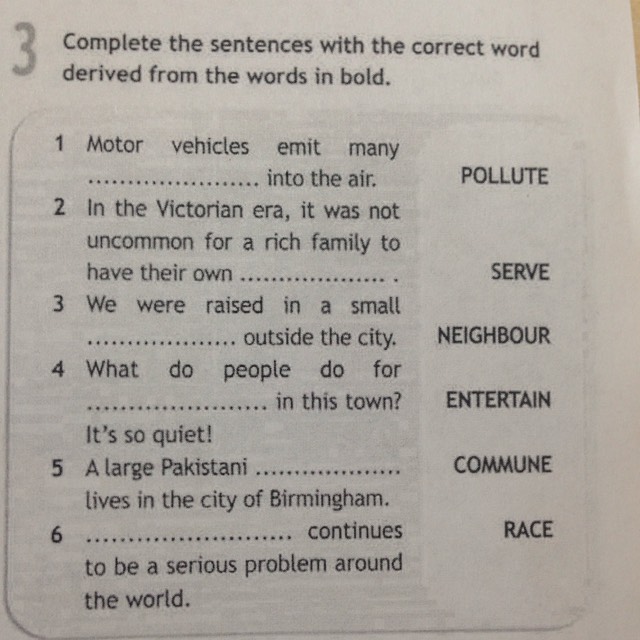 3 Complete the sentences with the correct word
derived from the words in bold.
1 Motor vehicles emit many
....................... into the air. POLLUTE
2 In the Victorian era, it was not
uncommon for a rich family to
have their own .................... . SERVE
3 We were raised in a small
.................... outside the city. NEIGHBOUR
4 What do people do for
........................ in this town? ENTERTAIN
It's so quiet!
5 A large Pakistani .................... COMMUNE
lives in the city of Birmingham.
6 ........................... continues RACE
to be a serious problem around
the world.